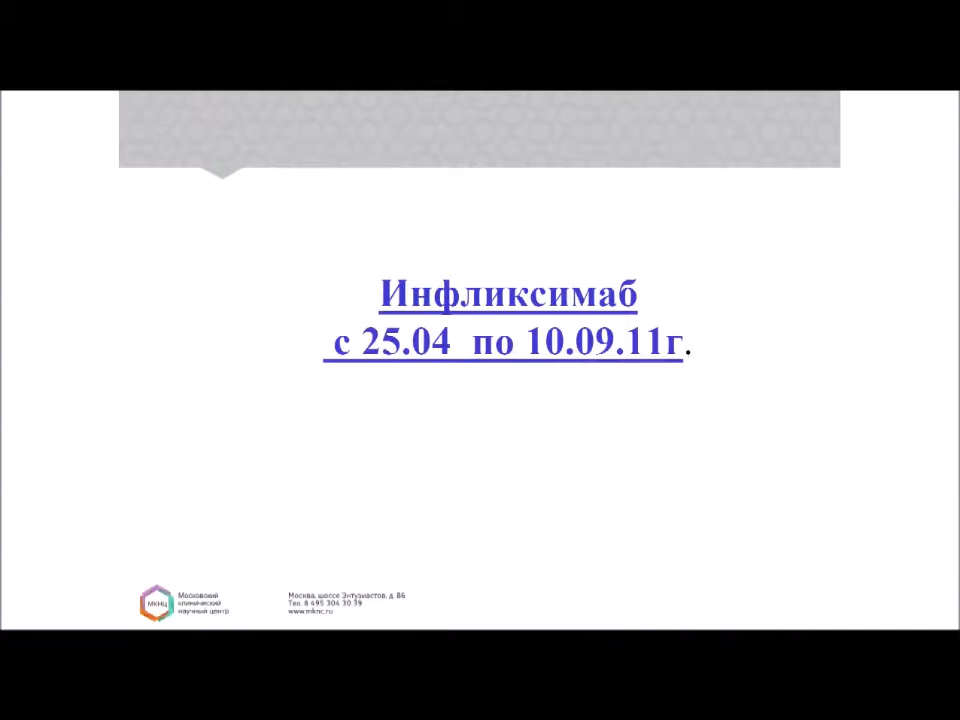 Инфликсимаб
с 25.04 по 10.09.11г.
МКНЦ
Московский
клинический
научный центр
Москва, шоссе Энтузиастов, д. 86
Тел. 8 495 304 30 39
www.mknc.ru